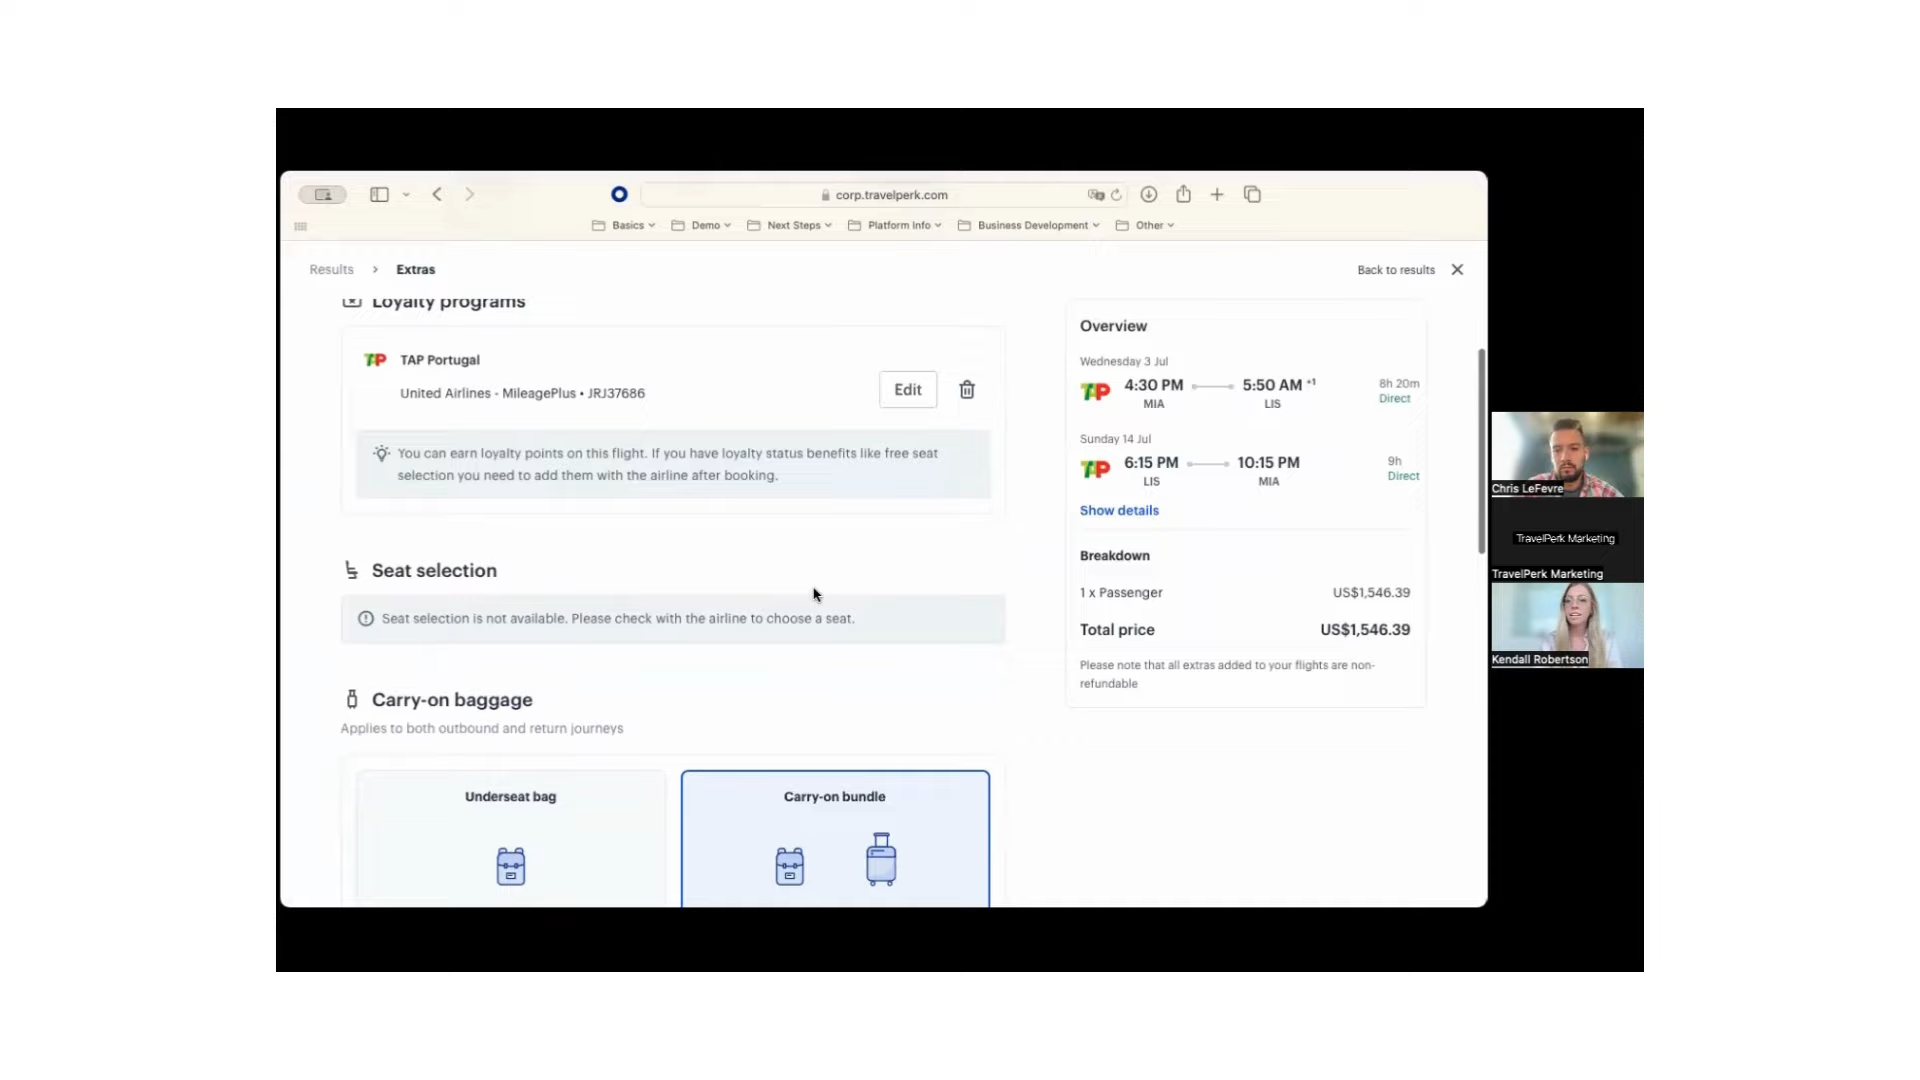 corp.travelperk.com
Basics
Demo
Next Steps
Platform Info
Business Development
Other
Results > Extras
Back to results
Loyalty programs
TAP Portugal
United Airlines - MileagePlus • JRJ37686
Edit
You can earn loyalty points on this flight. If you have loyalty status benefits like free seat
selection you need to add them with the airline after booking.
Seat selection
Seat selection is not available. Please check with the airline to choose a seat.
Carry-on baggage
Applies to both outbound and return journeys
Underseat bag
Carry-on bundle
Overview
Wednesday 3 Jul
TAP 4:30 PM 5:50 AM +1 8h 20m
MIA LIS Direct
Sunday 14 Jul
TAP 6:15 PM 10:15 PM 9h
LIS MIA Direct
Show details
Breakdown
1 x Passenger US$1,546.39
Total price US$1,546.39
Please note that all extras added to your flights are non-
refundable
Chris LeFevre
TravelPerk Marketing
TravelPerk Marketing
Kendall Robertson